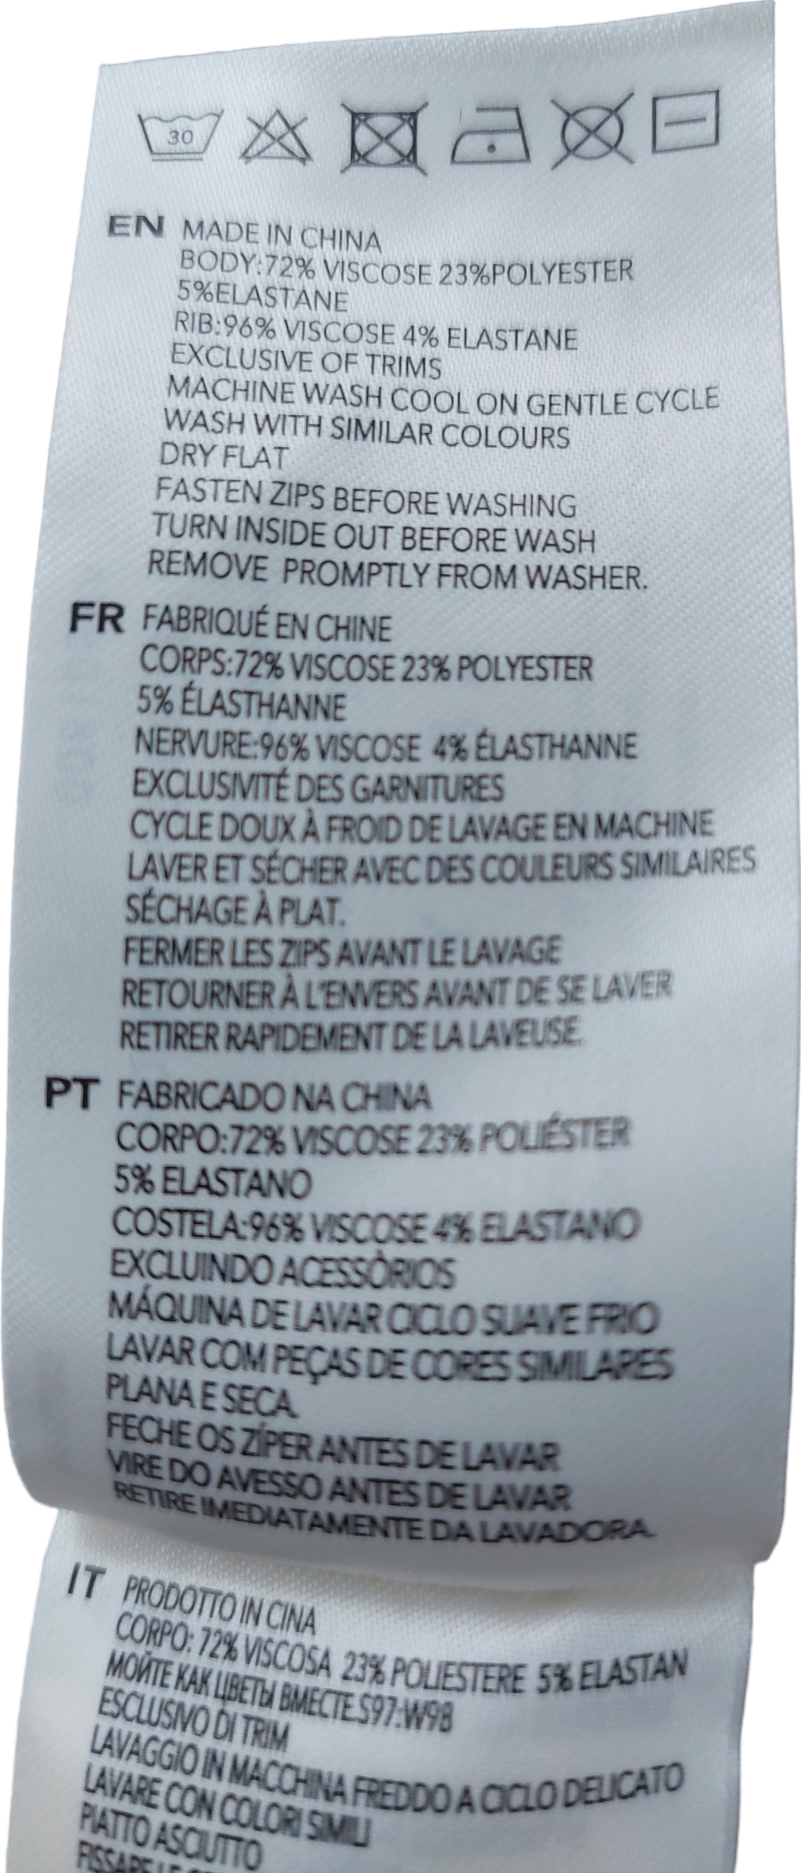 30
EN MADE IN CHINA
BODY:72% VISCOSE 23%POLYESTER
5%ELASTANE
RIB:96% VISCOSE 4% ELASTANE
EXCLUSIVE OF TRIMS
MACHINE WASH COOL ON GENTLE CYCLE
WASH WITH SIMILAR COLOURS
DRY FLAT
FASTEN ZIPS BEFORE WASHING
TURN INSIDE OUT BEFORE WASH
REMOVE PROMPTLY FROM WASHER.
FR FABRIQUÉ EN CHINE
CORPS:72% VISCOSE 23% POLYESTER
5% ÉLASTHANNE
NERVURE:96% VISCOSE 4% ÉLASTHANNE
EXCLUSIVITÉ DES GARNITURES
CYCLE DOUX À FROID DE LAVAGE EN MACHINE
LAVER ET SÉCHER AVEC DES COULEURS SIMILAIRES
SÉCHAGE À PLAT.
FERMER LES ZIPS AVANT LE LAVAGE
RETOURNER À L'ENVERS AVANT DE SE LAVER
RETIRER RAPIDEMENT DE LA LAVEUSE.
PT FABRICADO NA CHINA
CORPO:72% VISCOSE 23% POLIÉSTER
5% ELASTANO
COSTELA:96% VISCOSE 4% ELASTANO
EXCLUINDO ACESSÒRIOS
MÁQUINA DE LAVAR CICLO SUAVE FRIO
LAVAR COM PEÇAS DE CORES SIMILARES
PLANA E SECA.
FECHE OS ZÍPER ANTES DE LAVAR
VIRE DO AVESSO ANTES DE LAVAR
RETIRE IMEDIATAMENTE DA LAVADORA.
IT PRODOTTO IN CINA
CORPO: 72% VISCOSA 23% POLIESTERE 5% ELASTAN
МОЙТЕ КАК ЦВЕТЫ ВМЕСТЕ.S97:W98
ESCLUSIVO DI TRIM
LAVAGGIO IN MACCHINA FREDDO A CICLO DELICATO
LAVARE CON COLORI SIMILI
PIATTO ASCIUTTO